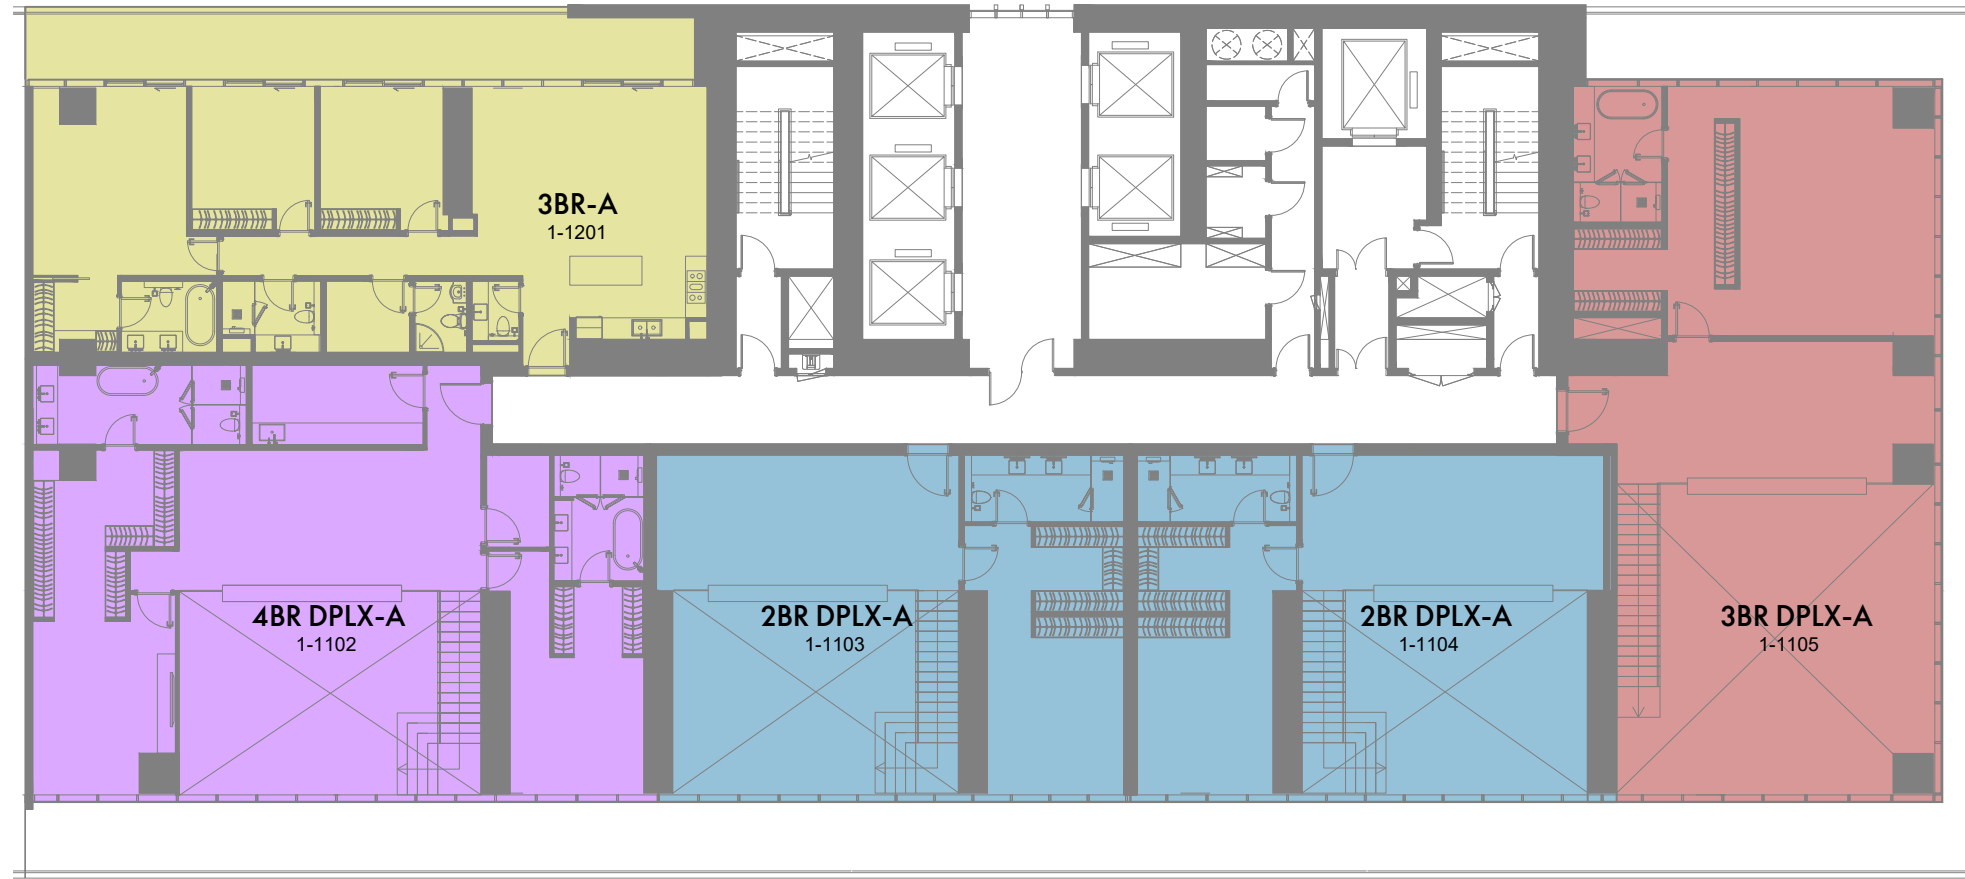 3BR-A
1-1201
4BR DPLX-A
1-1102
2BR DPLX-A
1-1103
2BR DPLX-A
1-1104
3BR DPLX-A
1-1105